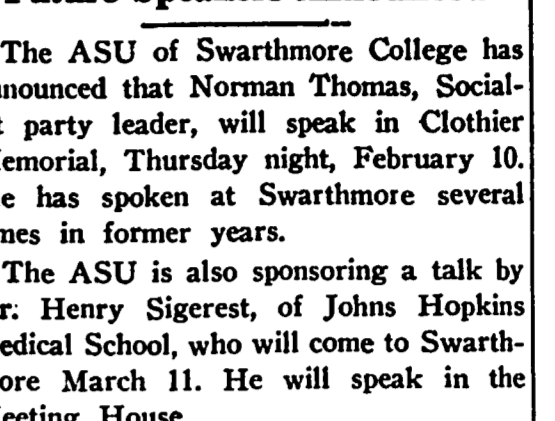 The ASU of Swarthmore College has
nounced that Norman Thomas, Social-
t party leader, will speak in Clothier
emorial, Thursday night, February 10.
e has spoken at Swarthmore several
mes in former years.
The ASU is also sponsoring a talk by
r. Henry Sigerest, of Johns Hopkins
edical School, who will come to Swarth-
ore March 11. He will speak in the
eeting House